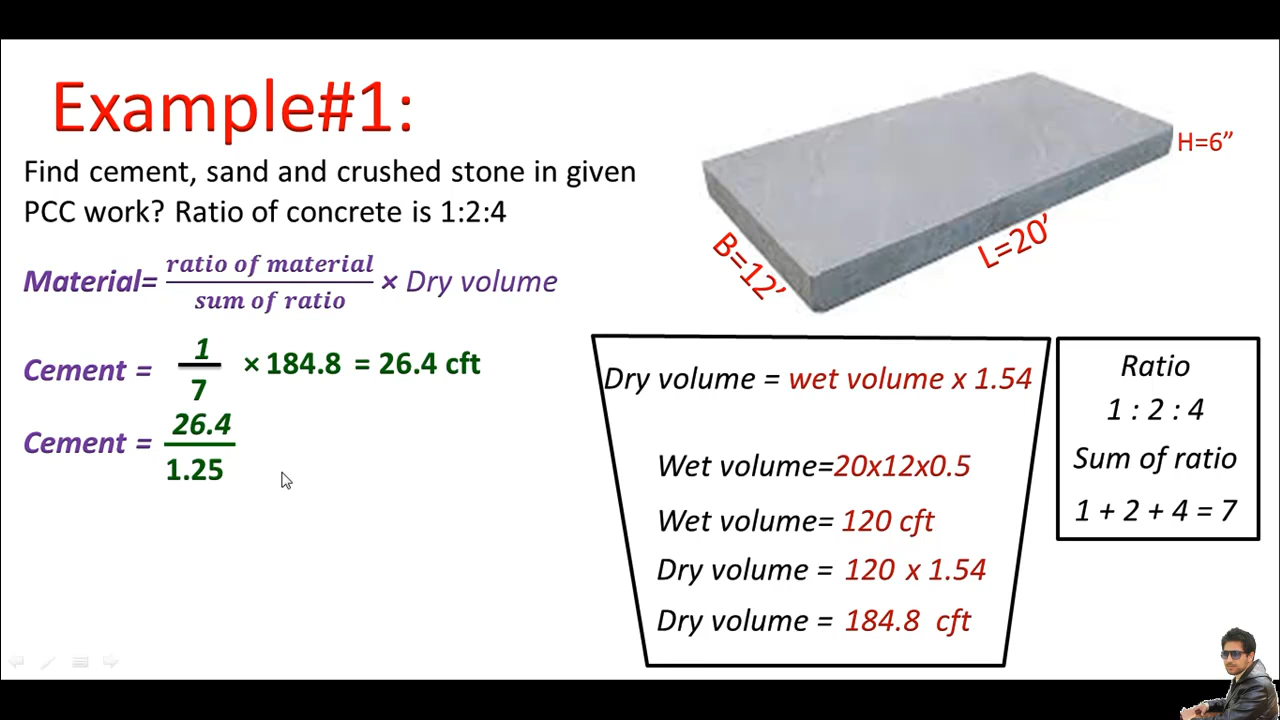 Example#1:
Find cement, sand and crushed stone in given
PCC work? Ratio of concrete is 1:2:4
Material= ratio of material / sum of ratio × Dry volume
Cement = 1 / 7 × 184.8 = 26.4 cft
Cement = 26.4 / 1.25
H=6”
B=12’
L=20’
Dry volume = wet volume x 1.54
Wet volume=20x12x0.5
Wet volume= 120 cft
Dry volume = 120 x 1.54
Dry volume = 184.8 cft
Ratio
1 : 2 : 4
Sum of ratio
1 + 2 + 4 = 7